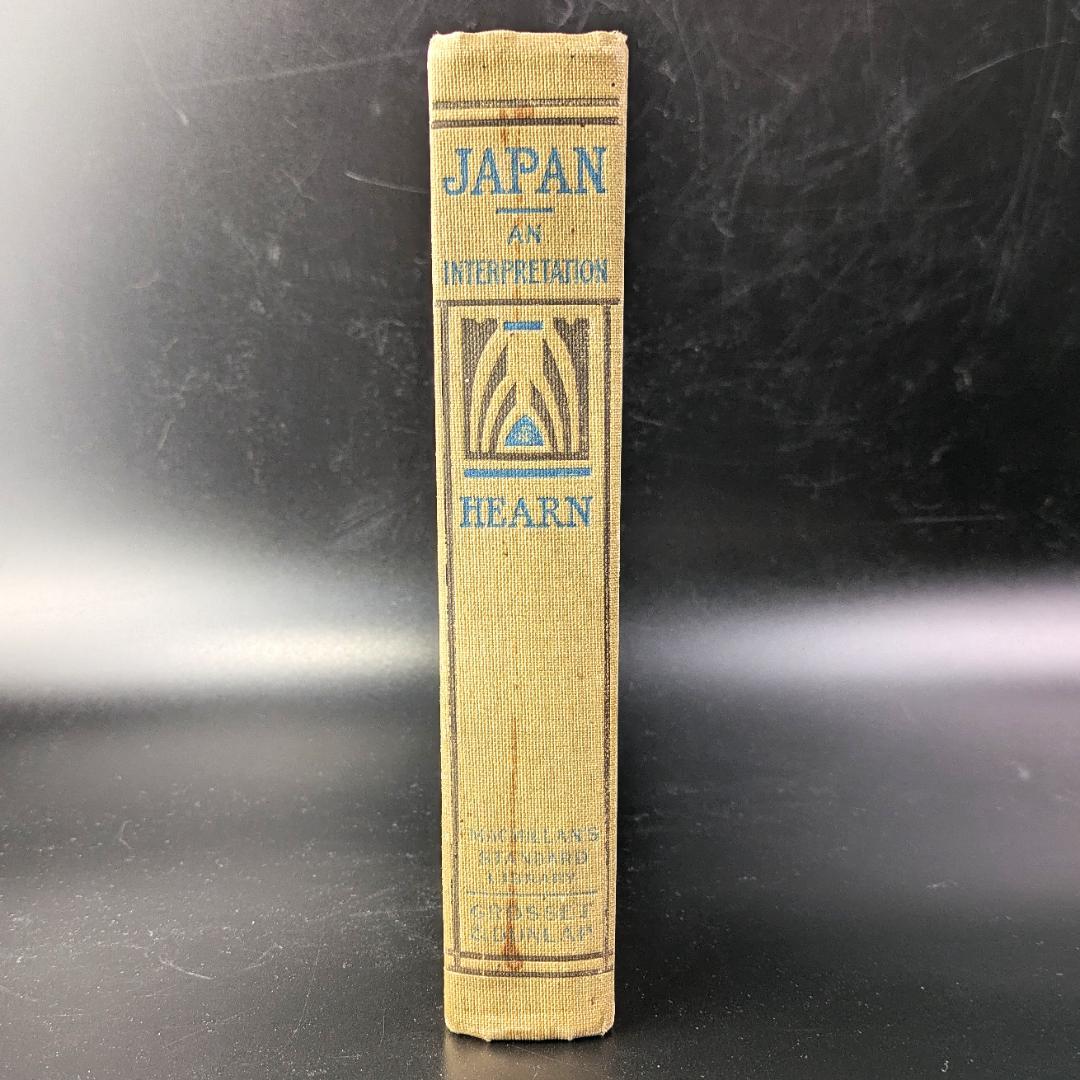 JAPAN
AN
INTERPRETATION
HEARN
MACMILLAN'S
STANDARD
LIBRARY
GROSSET
& DUNLAP